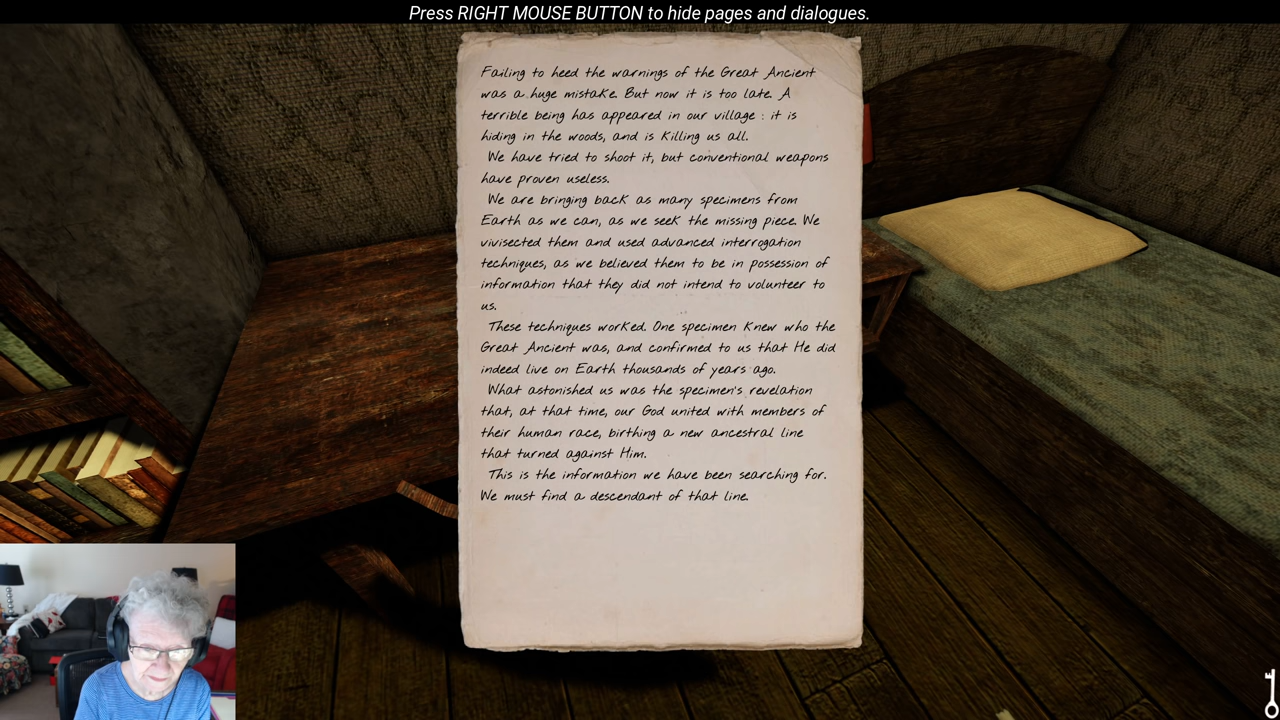 Press RIGHT MOUSE BUTTON to hide pages and dialogues.
Failing to heed the warnings of the Great Ancient
was a huge mistake. But now it is too late. A
terrible being has appeared in our village : it is
hiding in the woods, and is killing us all.
We have tried to shoot it, but conventional weapons
have proven useless.
We are bringing back as many specimens from
Earth as we can, as we seek the missing piece. We
vivisected them and used advanced interrogation
techniques, as we believed them to be in possession of
information that they did not intend to volunteer to
us.
These techniques worked. One specimen knew who the
Great Ancient was, and confirmed to us that He did
indeed live on Earth thousands of years ago.
What astonished us was the specimen's revelation
that, at that time, our God united with members of
their human race, birthing a new ancestral line
that turned against Him.
This is the information we have been searching for.
We must find a descendant of that line.